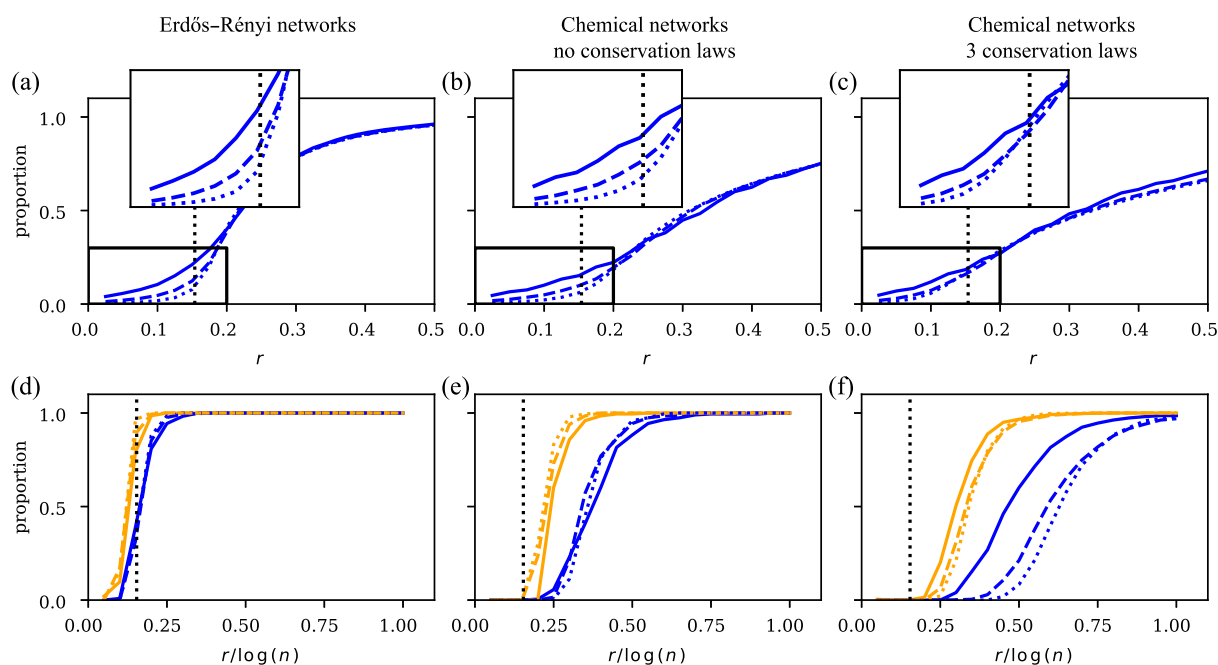 Erdős–Rényi networks
Chemical networks
no conservation laws
Chemical networks
3 conservation laws
(a)
(b)
(c)
proportion
1.0
0.5
0.0
0.0 0.1 0.2 0.3 0.4 0.5
0.0 0.1 0.2 0.3 0.4 0.5
0.0 0.1 0.2 0.3 0.4 0.5
r
r
r
(d)
(e)
(f)
proportion
1.0
0.5
0.0
0.00 0.25 0.50 0.75 1.00
0.00 0.25 0.50 0.75 1.00
0.00 0.25 0.50 0.75 1.00
r/log(n)
r/log(n)
r/log(n)